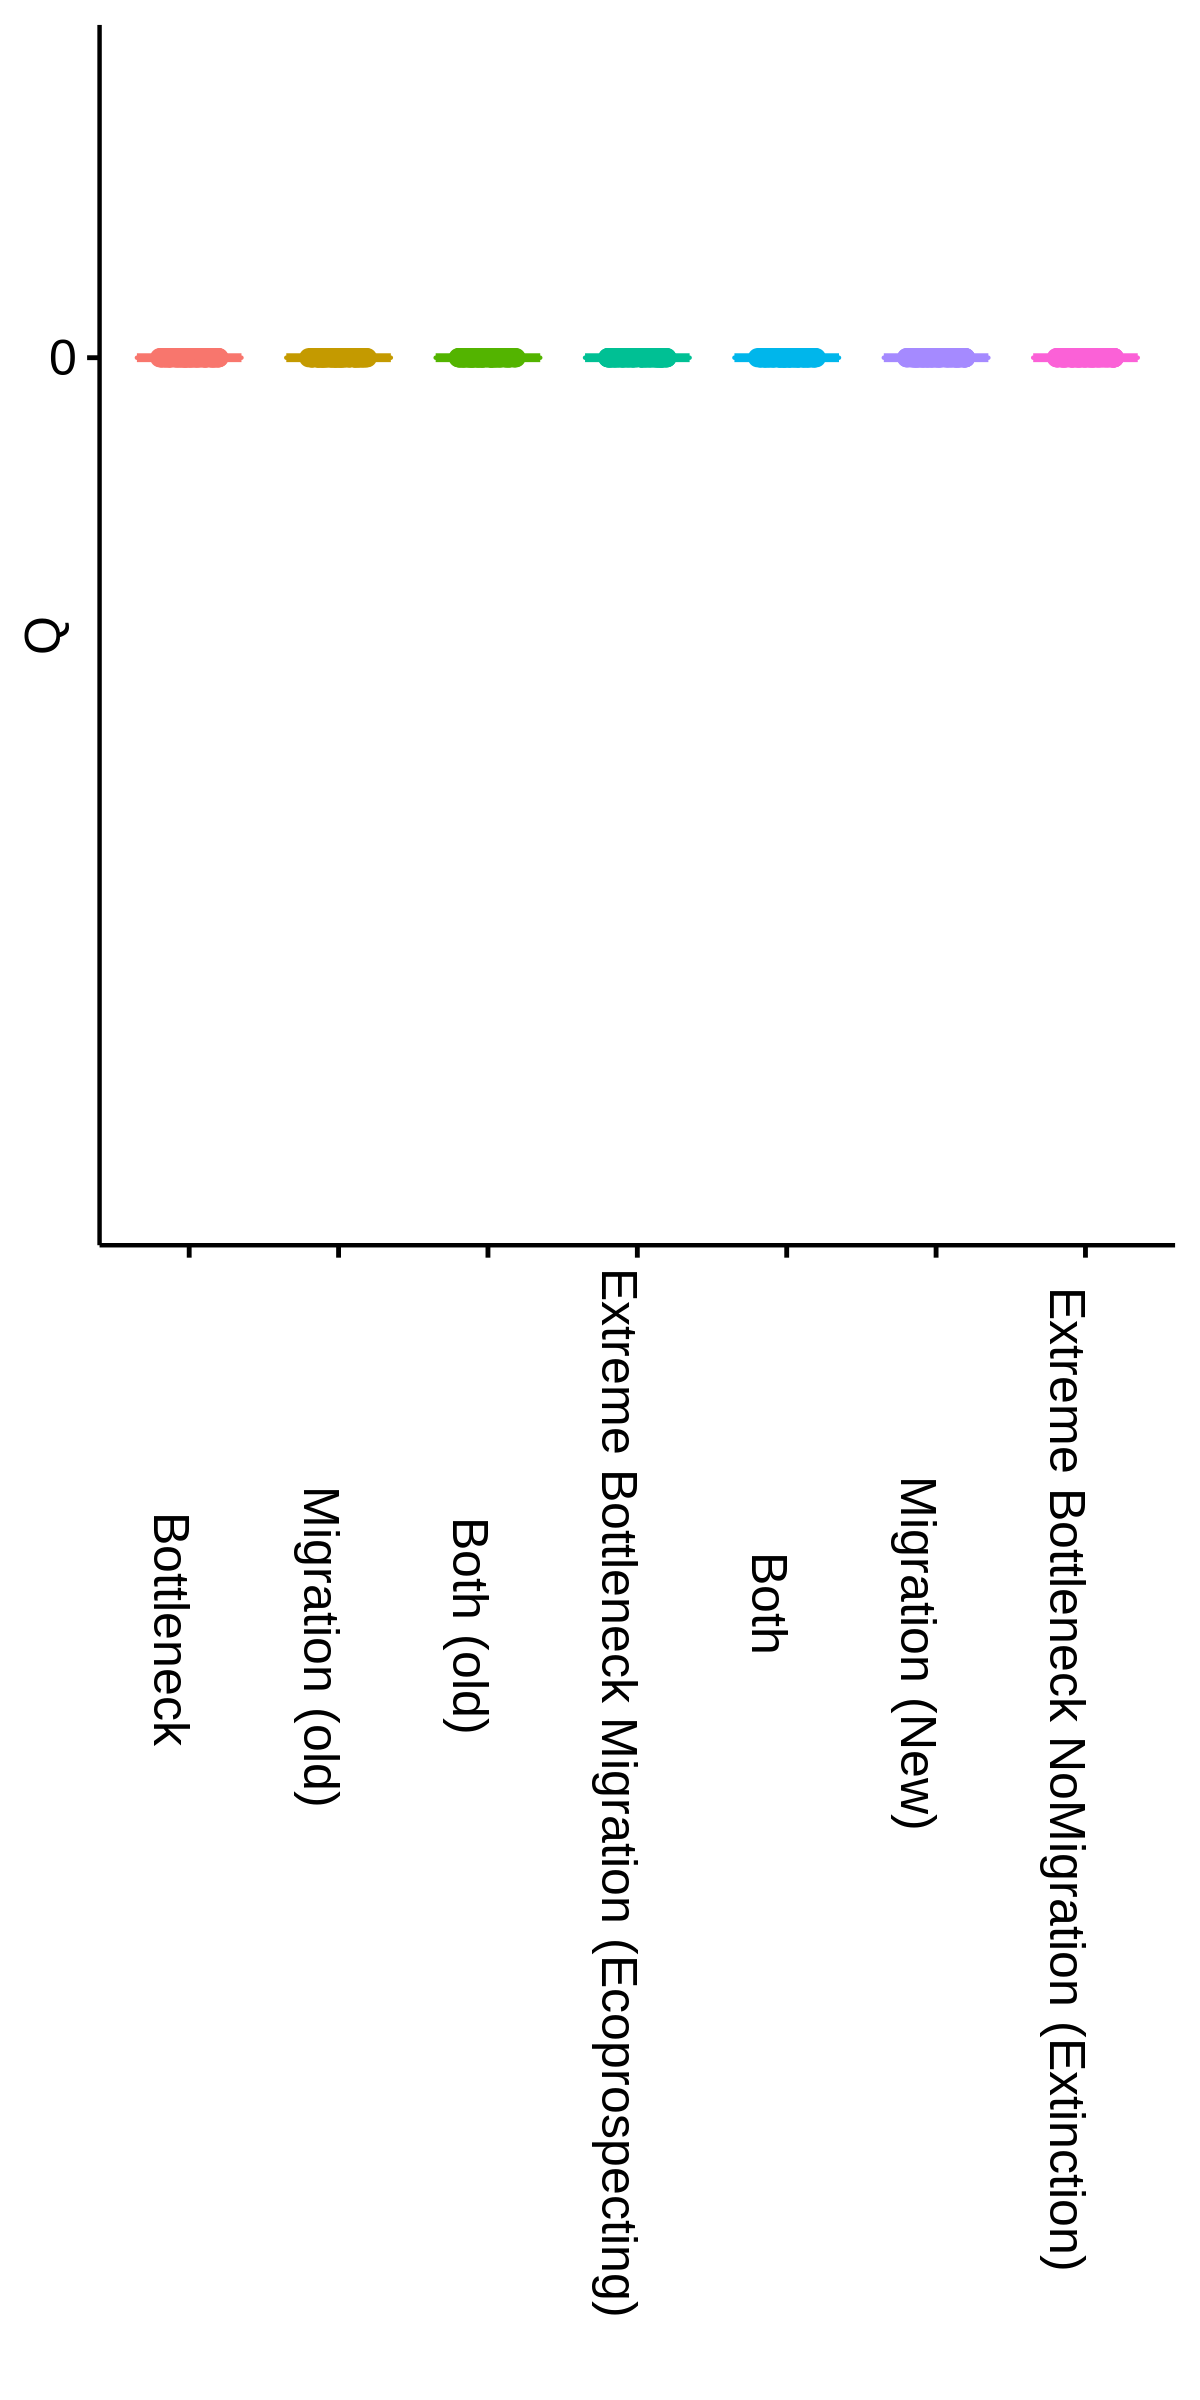 0
Q
Bottleneck
Migration (old)
Both (old)
Extreme Bottleneck Migration (Ecoprospecting)
Both
Migration (New)
Extreme Bottleneck NoMigration (Extinction)